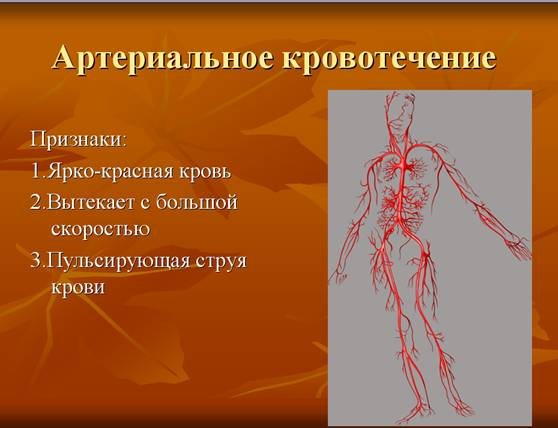 Артериальное кровотечение
Признаки:
1.Ярко-красная кровь
2.Вытекает с большой
скоростью
3.Пульсирующая струя
крови